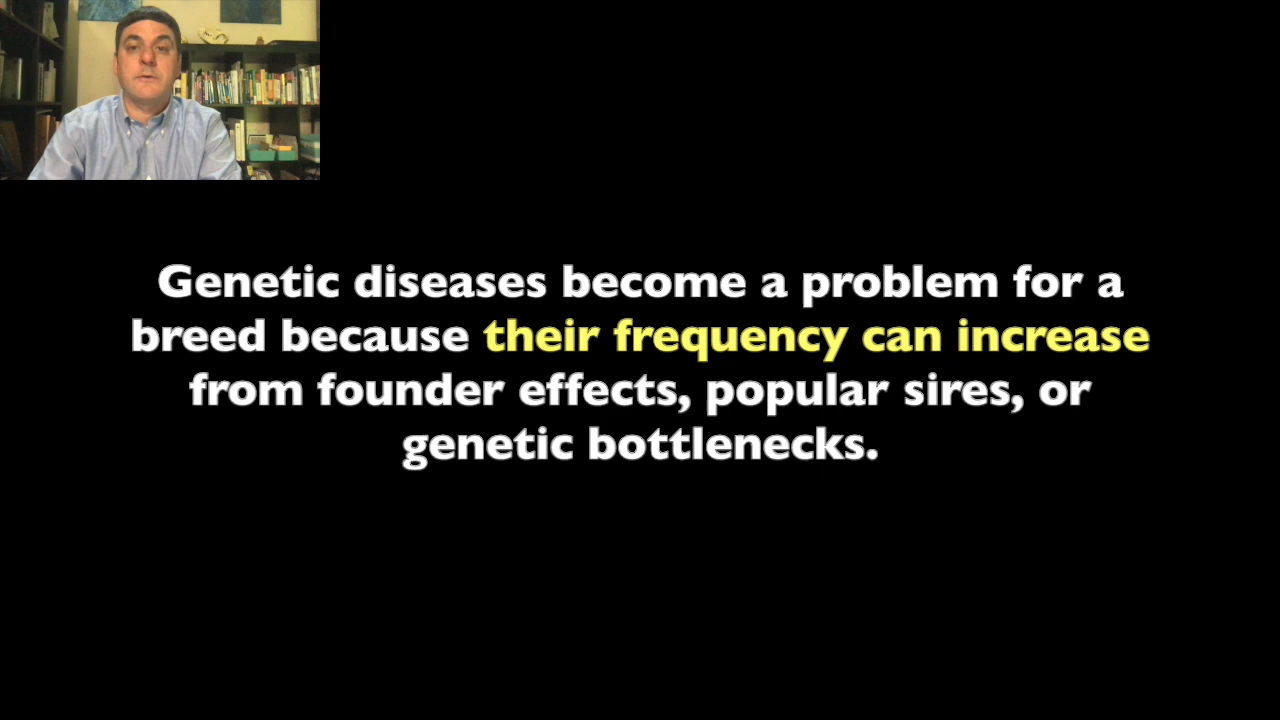 Genetic diseases become a problem for a
breed because their frequency can increase
from founder effects, popular sires, or
genetic bottlenecks.